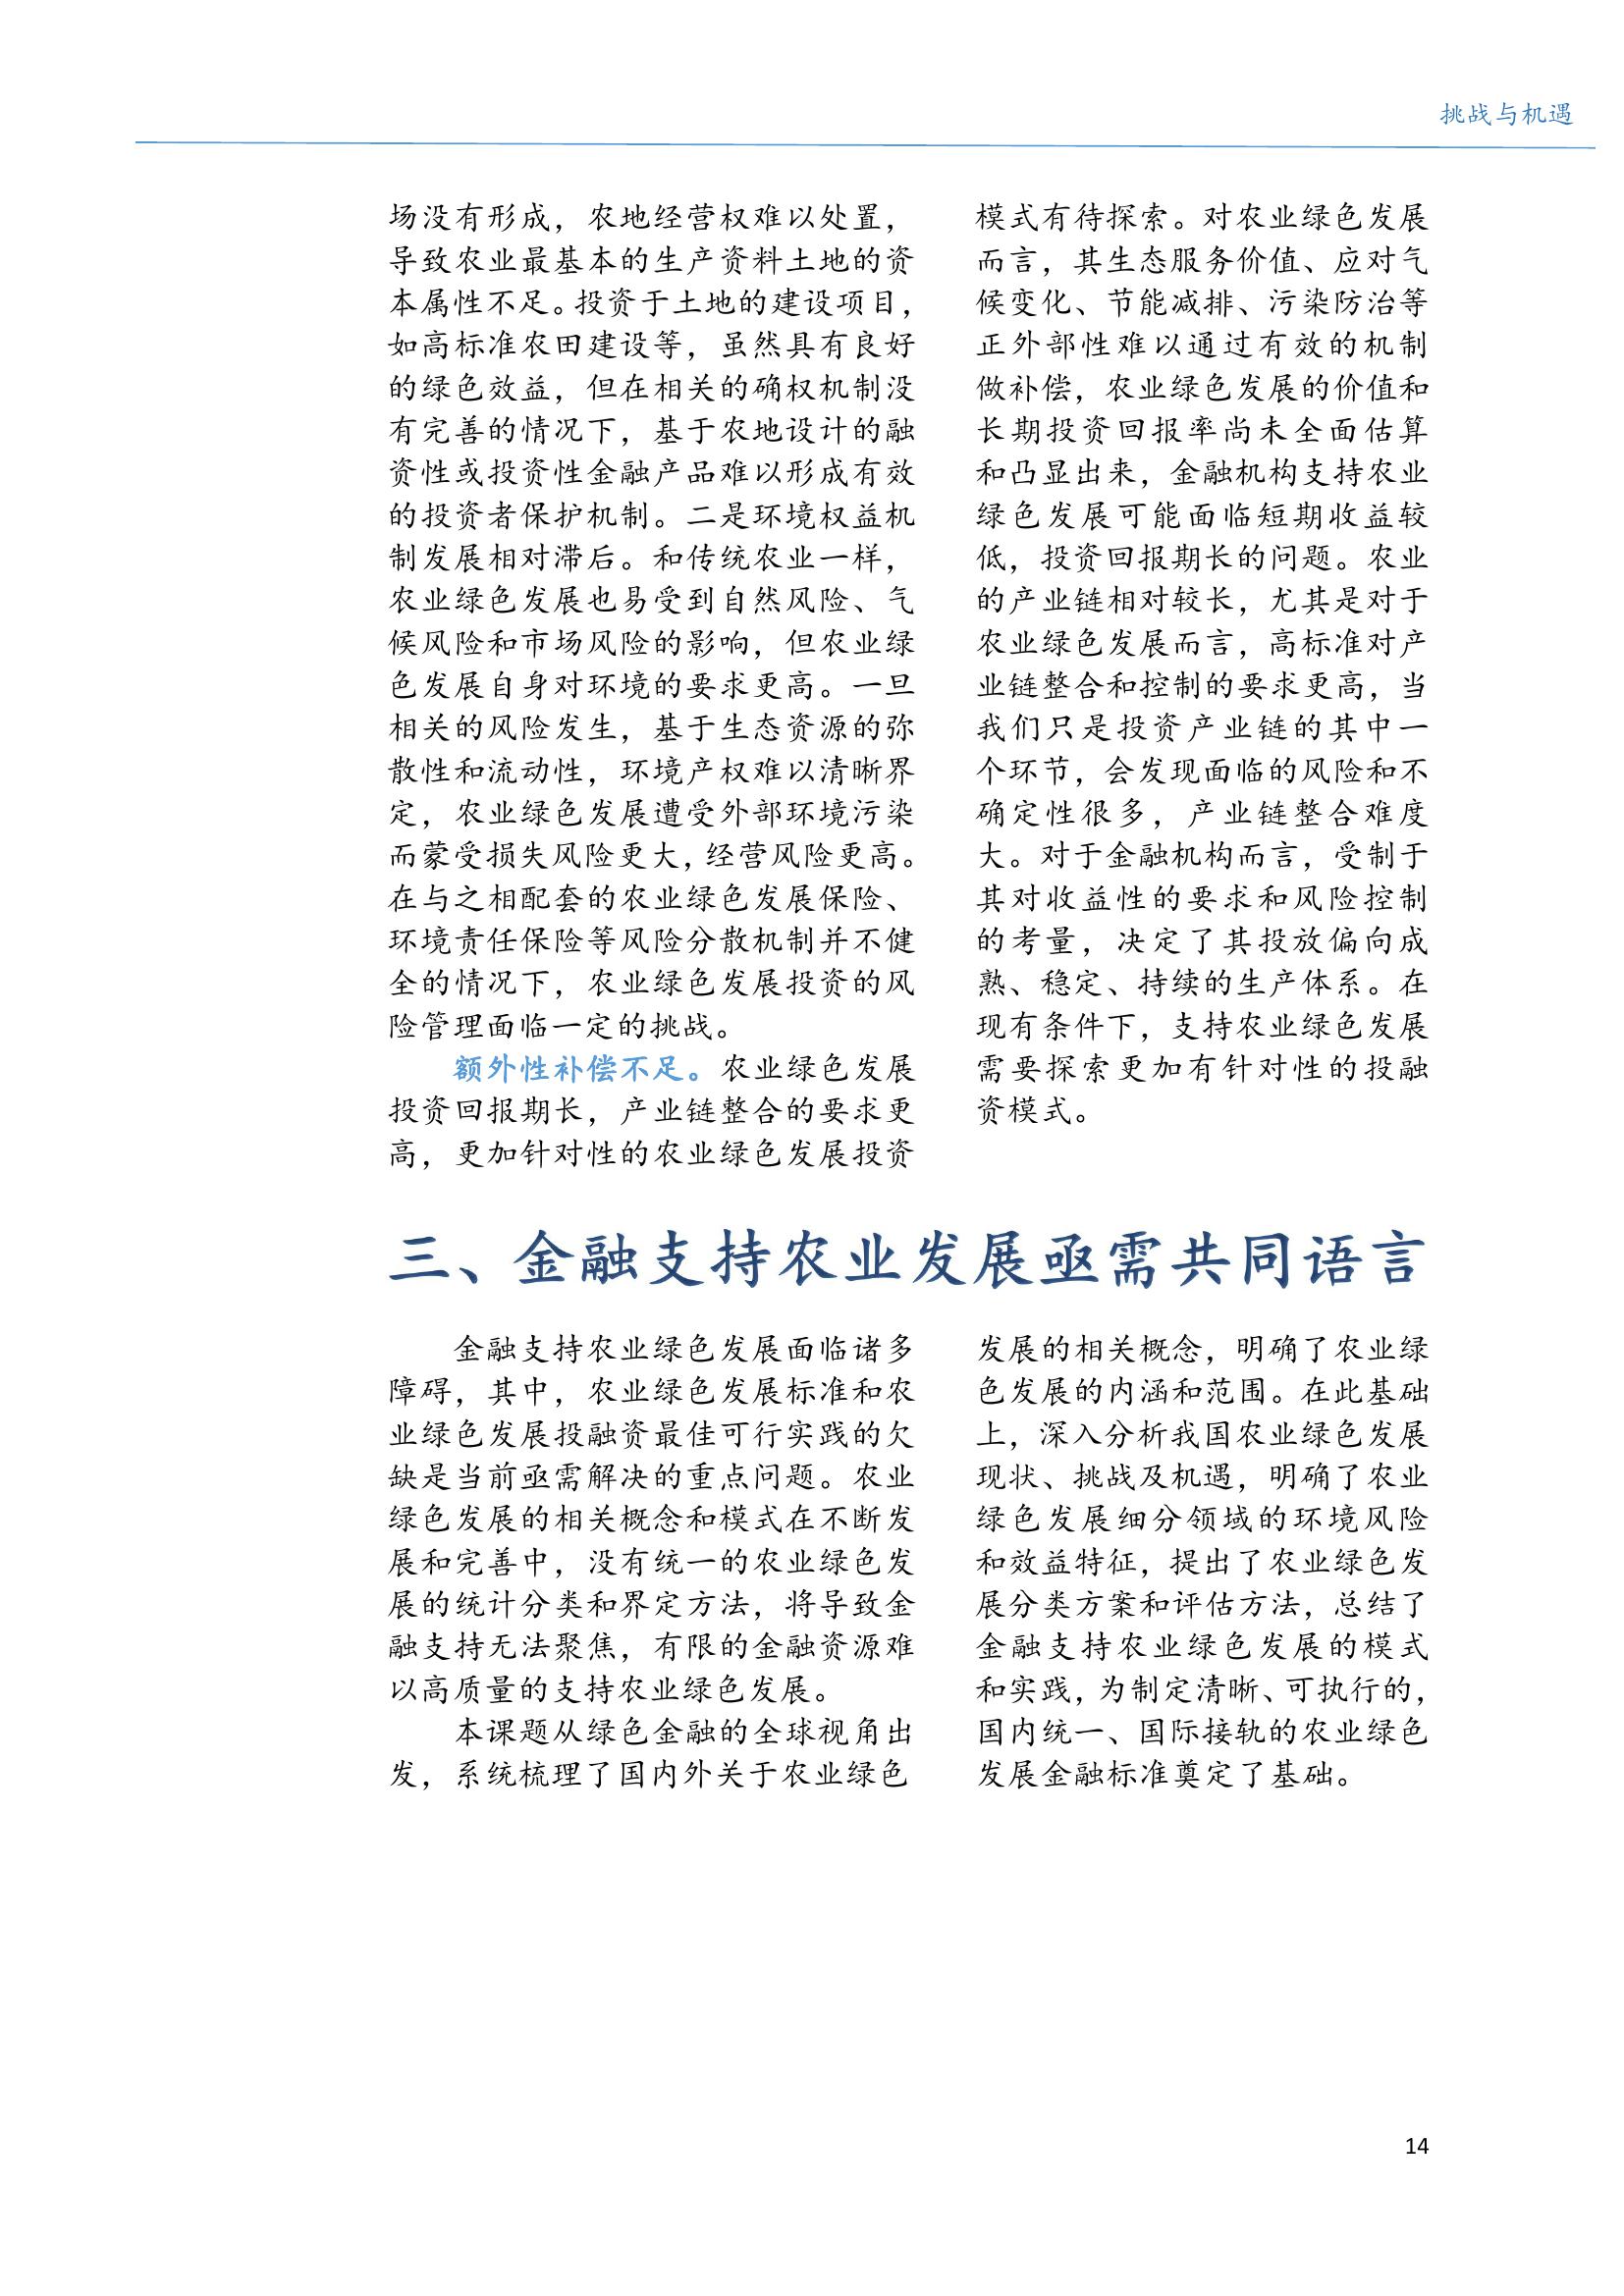 挑战与机遇
场没有形成，农地经营权难以处置，
导致农业最基本的生产资料土地的资
本属性不足。投资于土地的建设项目，
如高标准农田建设等，虽然具有良好
的绿色效益，但在相关的确权机制没
有完善的情况下，基于农地设计的融
资性或投资性金融产品难以形成有效
的投资者保护机制。二是环境权益机
制发展相对滞后。和传统农业一样，
农业绿色发展也易受到自然风险、气
候风险和市场风险的影响，但农业绿
色发展自身对环境的要求更高。一旦
相关的风险发生，基于生态资源的弥
散性和流动性，环境产权难以清晰界
定，农业绿色发展遭受外部环境污染
而蒙受损失风险更大，经营风险更高。
在与之相配套的农业绿色发展保险、
环境责任保险等风险分散机制并不健
全的情况下，农业绿色发展投资的风
险管理面临一定的挑战。
额外性补偿不足。农业绿色发展
投资回报期长，产业链整合的要求更
高，更加针对性的农业绿色发展投资
模式有待探索。对农业绿色发展
而言，其生态服务价值、应对气
候变化、节能减排、污染防治等
正外部性难以通过有效的机制
做补偿，农业绿色发展的价值和
长期投资回报率尚未全面估算
和凸显出来，金融机构支持农业
绿色发展可能面临短期收益较
低，投资回报期长的问题。农业
的产业链相对较长，尤其是对于
农业绿色发展而言，高标准对产
业链整合和控制的要求更高，当
我们只是投资产业链的其中一
个环节，会发现面临的风险和不
确定性很多，产业链整合难度
大。对于金融机构而言，受制于
其对收益性的要求和风险控制
的考量，决定了其投放偏向成
熟、稳定、持续的生产体系。在
现有条件下，支持农业绿色发展
需要探索更加有针对性的投融
资模式。
三、金融支持农业发展亟需共同语言
金融支持农业绿色发展面临诸多
障碍，其中，农业绿色发展标准和农
业绿色发展投融资最佳可行实践的欠
缺是当前亟需解决的重点问题。农业
绿色发展的相关概念和模式在不断发
展和完善中，没有统一的农业绿色发
展的统计分类和界定方法，将导致金
融支持无法聚焦，有限的金融资源难
以高质量的支持农业绿色发展。
本课题从绿色金融的全球视角出
发，系统梳理了国内外关于农业绿色
发展的相关概念，明确了农业绿
色发展的内涵和范围。在此基础
上，深入分析我国农业绿色发展
现状、挑战及机遇，明确了农业
绿色发展细分领域的环境风险
和效益特征，提出了农业绿色发
展分类方案和评估方法，总结了
金融支持农业绿色发展的模式
和实践，为制定清晰、可执行的，
国内统一、国际接轨的农业绿色
发展金融标准奠定了基础。
14